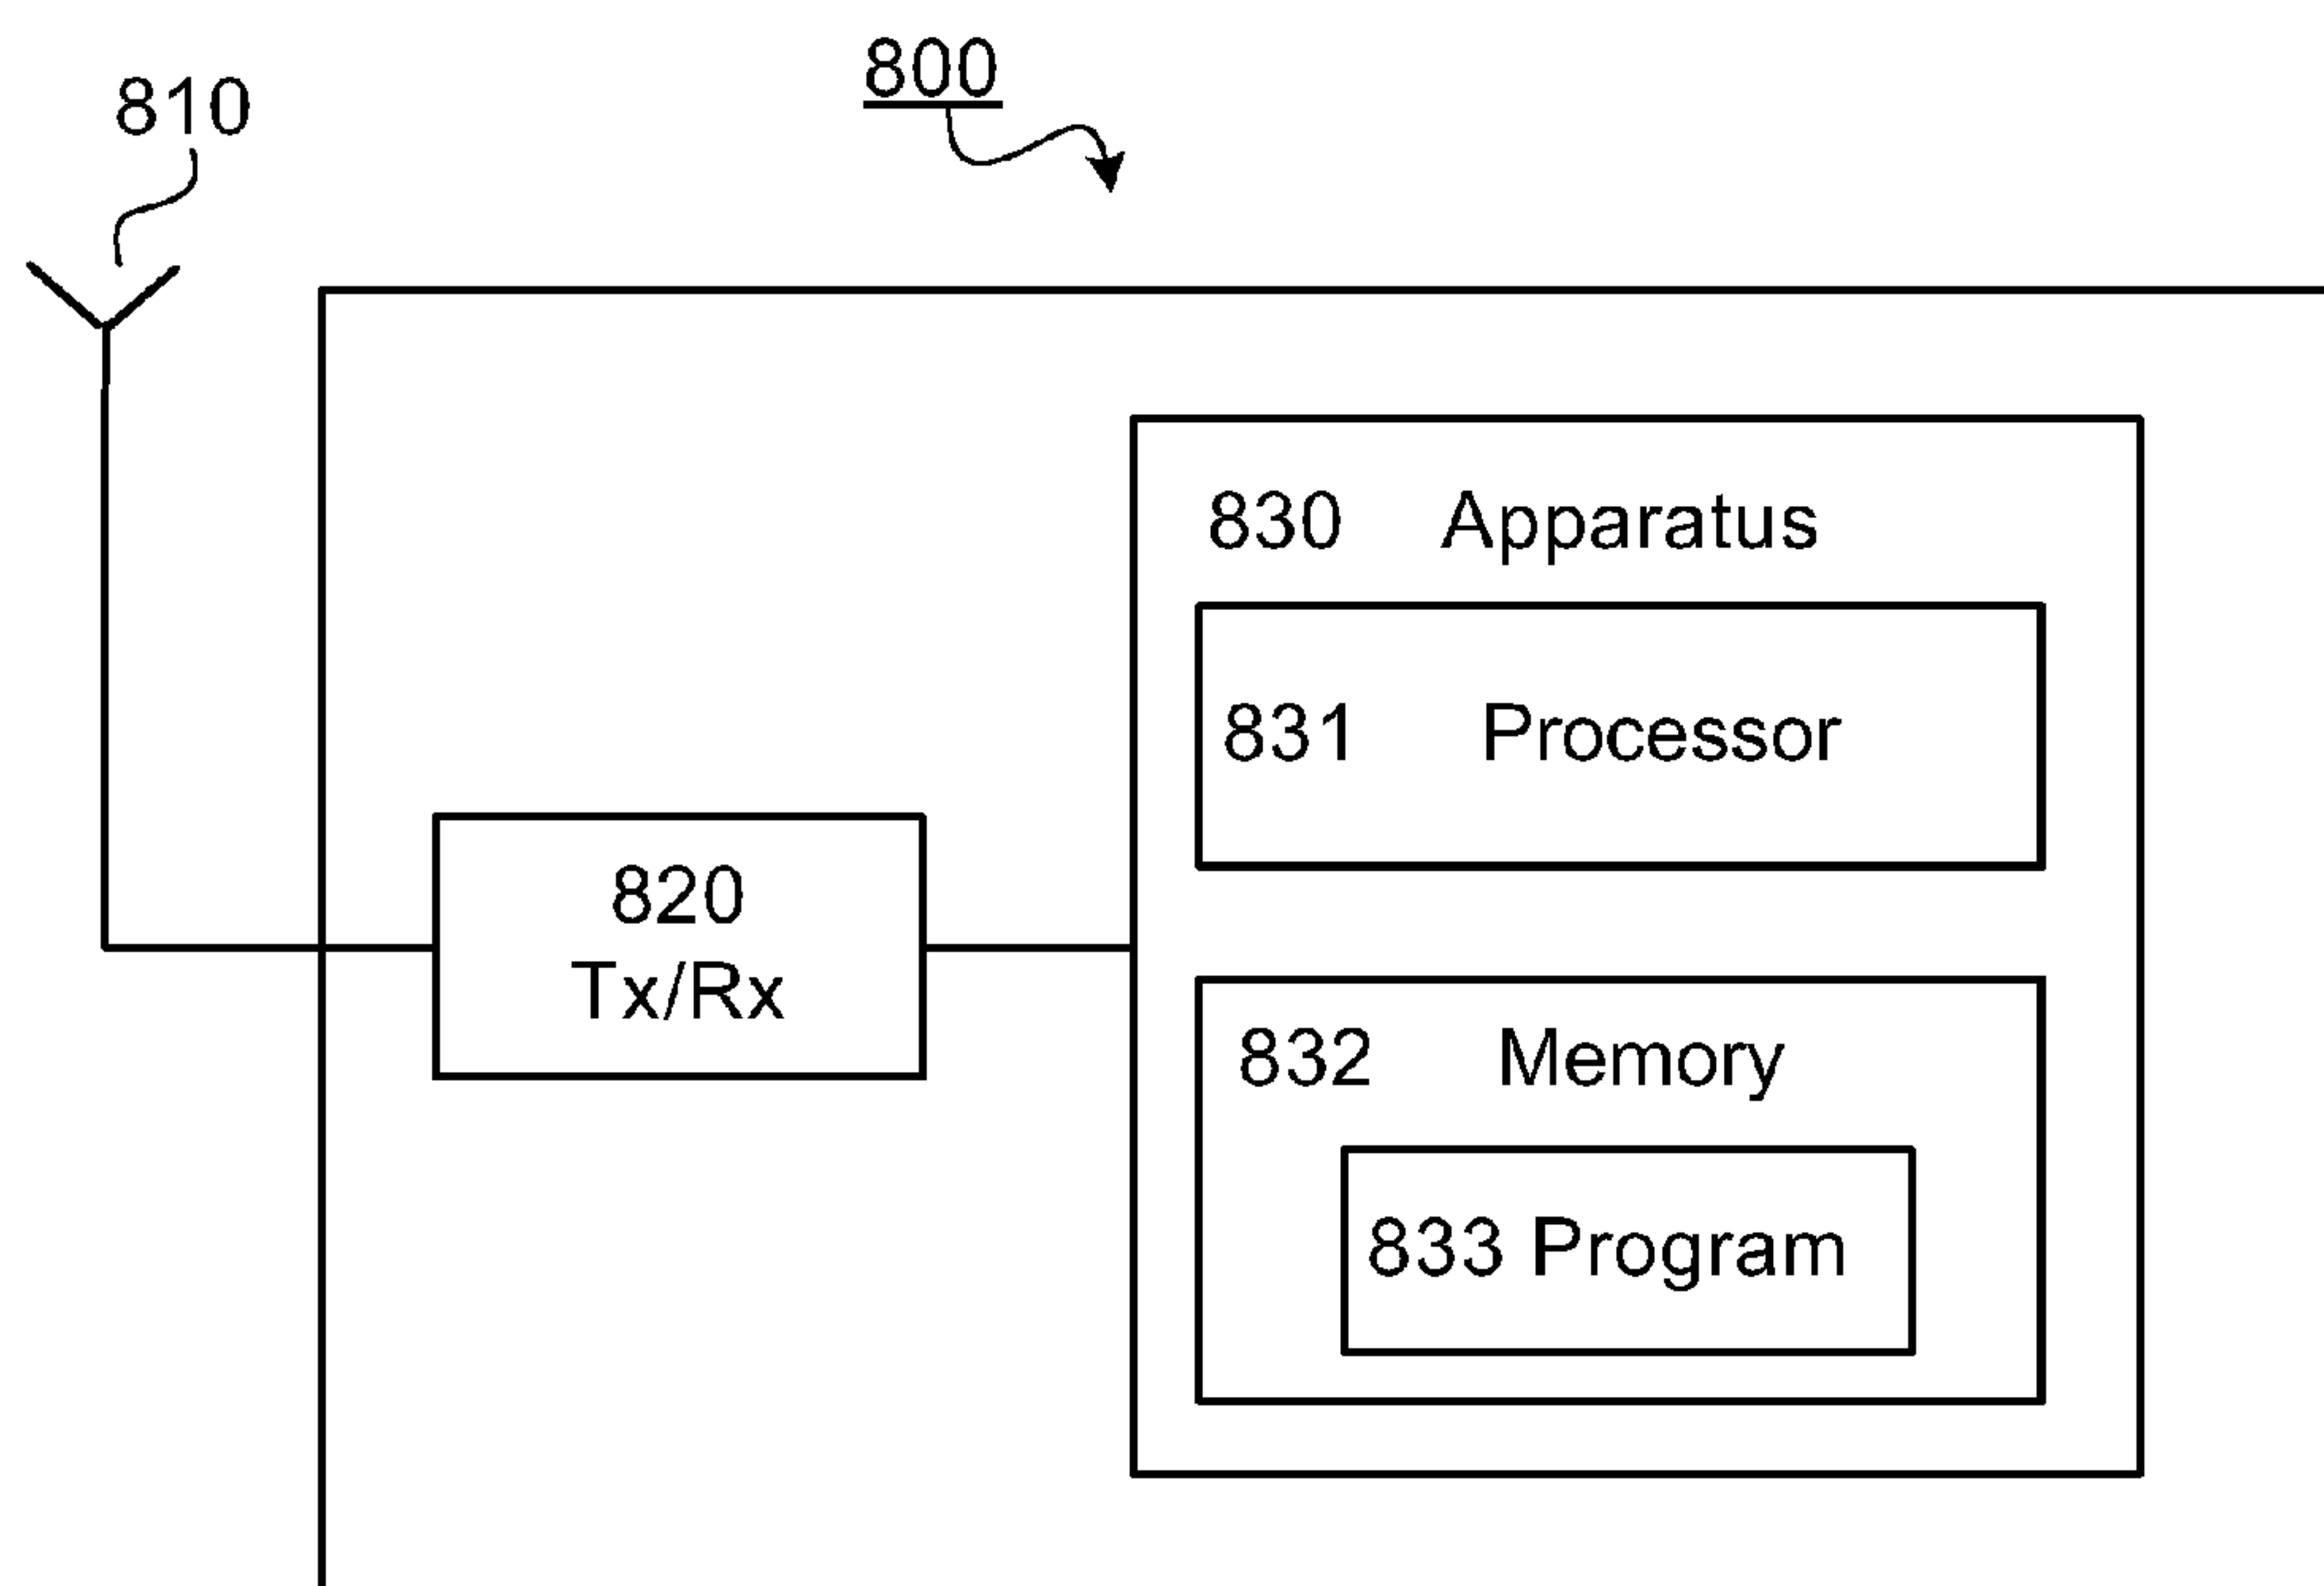 800
810
830 Apparatus
831 Processor
820
Tx/Rx
832 Memory
833 Program